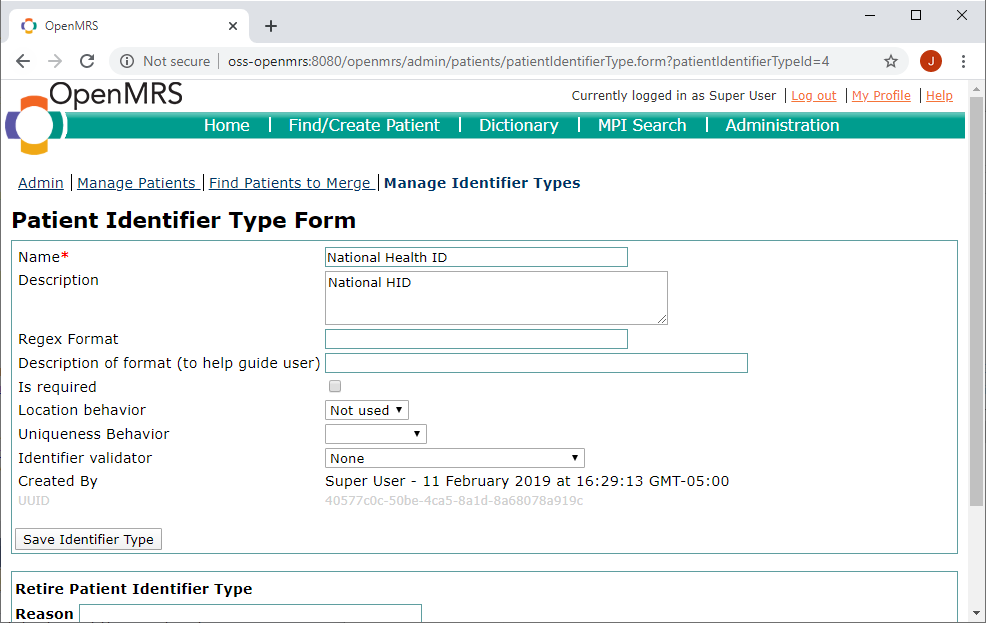 OpenMRS
Not secure | oss-openmrs:8080/openmrs/admin/patients/patientIdentifierType.form?patientIdentifierTypeId=4 J
OpenMRS
Currently logged in as Super User | Log out | My Profile | Help
Home | Find/Create Patient | Dictionary | MPI Search | Administration
Admin | Manage Patients | Find Patients to Merge | Manage Identifier Types
Patient Identifier Type Form
Name* National Health ID
Description National HID
Regex Format
Description of format (to help guide user)
Is required
Location behavior Not used
Uniqueness Behavior
Identifier validator None
Created By Super User - 11 February 2019 at 16:29:13 GMT-05:00
UUID 40577c0c-50be-4ca5-8a1d-8a68078a919c
Save Identifier Type
Retire Patient Identifier Type
Reason